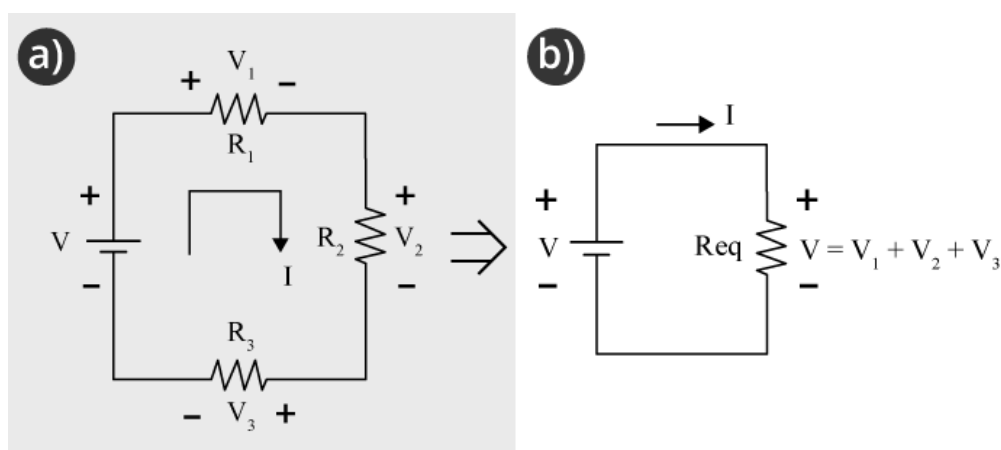 a)
V₁
+ −
R₁
+
V
−
I
R₂
+
V₂
−
R₃
− V₃ +
b)
I
+
V
−
Req
+
V = V₁ + V₂ + V₃
−